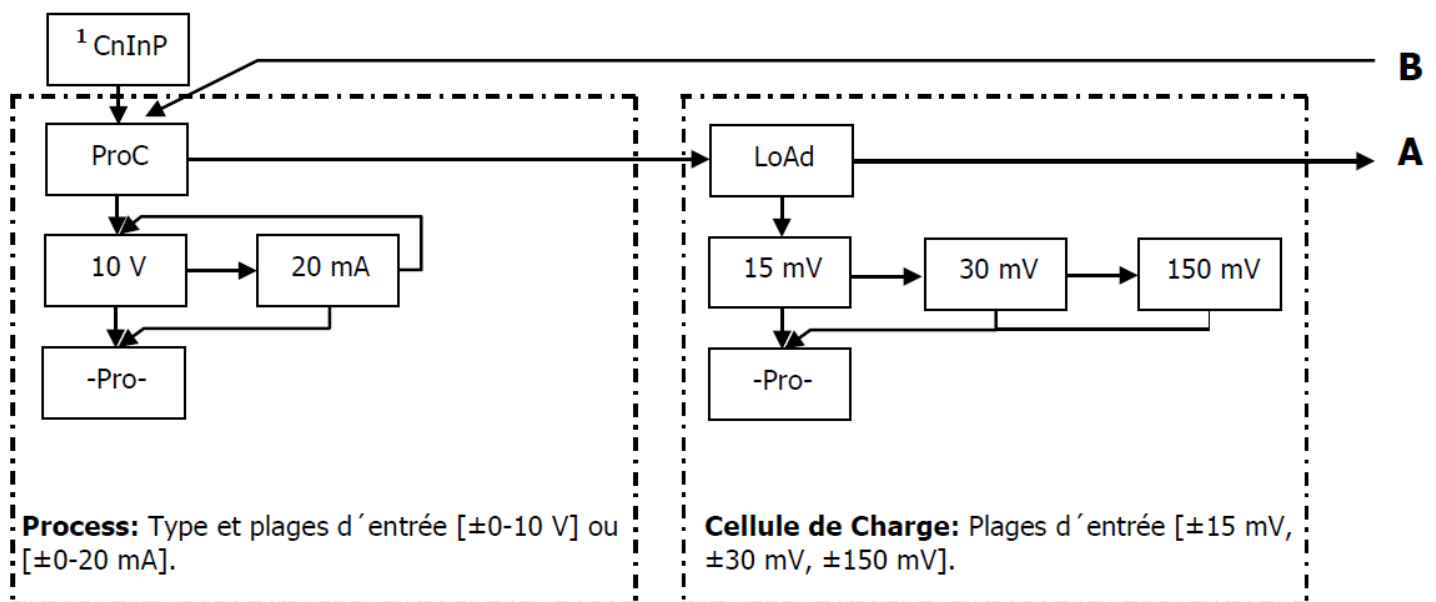 ¹ CnInP
B
ProC
LoAd
A
10 V
20 mA
15 mV
30 mV
150 mV
-Pro-
-Pro-
Process: Type et plages d´entrée [±0-10 V] ou
[±0-20 mA].
Cellule de Charge: Plages d´entrée [±15 mV,
±30 mV, ±150 mV].